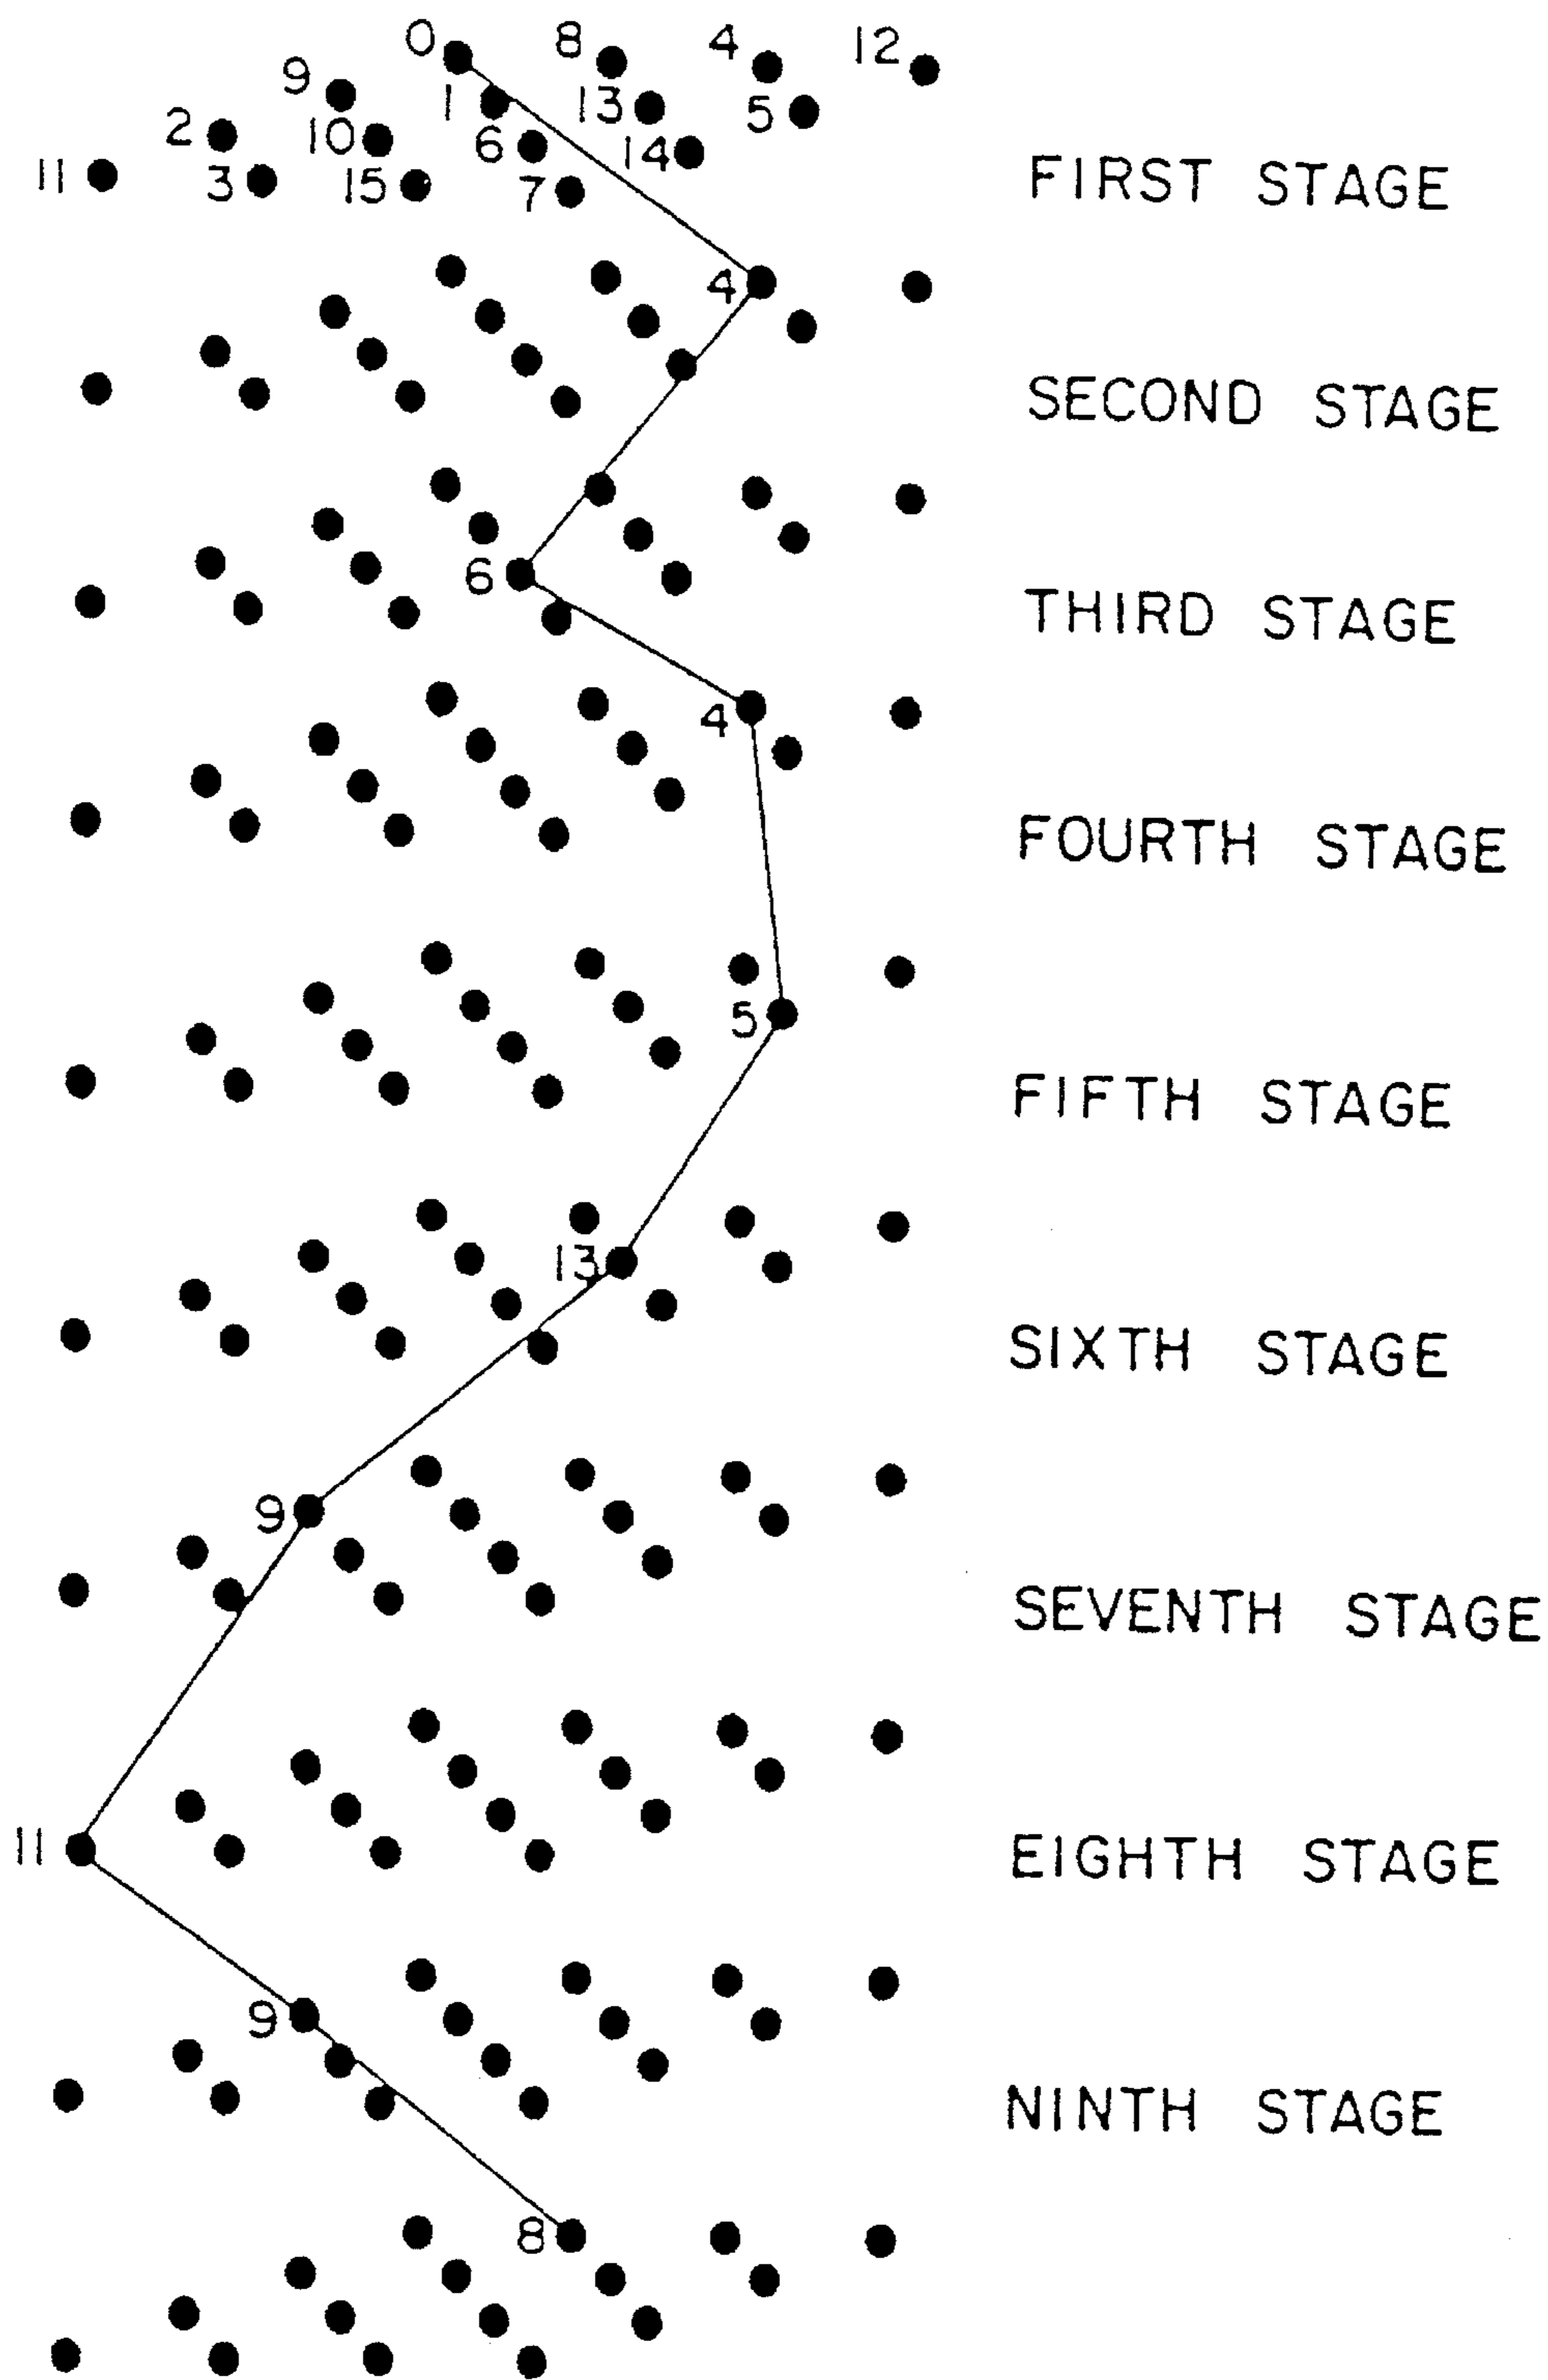 0 8 4 12
9 1 13 5
2 10 6 14
11 3 15 7
FIRST STAGE
4
SECOND STAGE
6
THIRD STAGE
4
FOURTH STAGE
5
FIFTH STAGE
13
SIXTH STAGE
9
SEVENTH STAGE
11
EIGHTH STAGE
9
NINTH STAGE
8